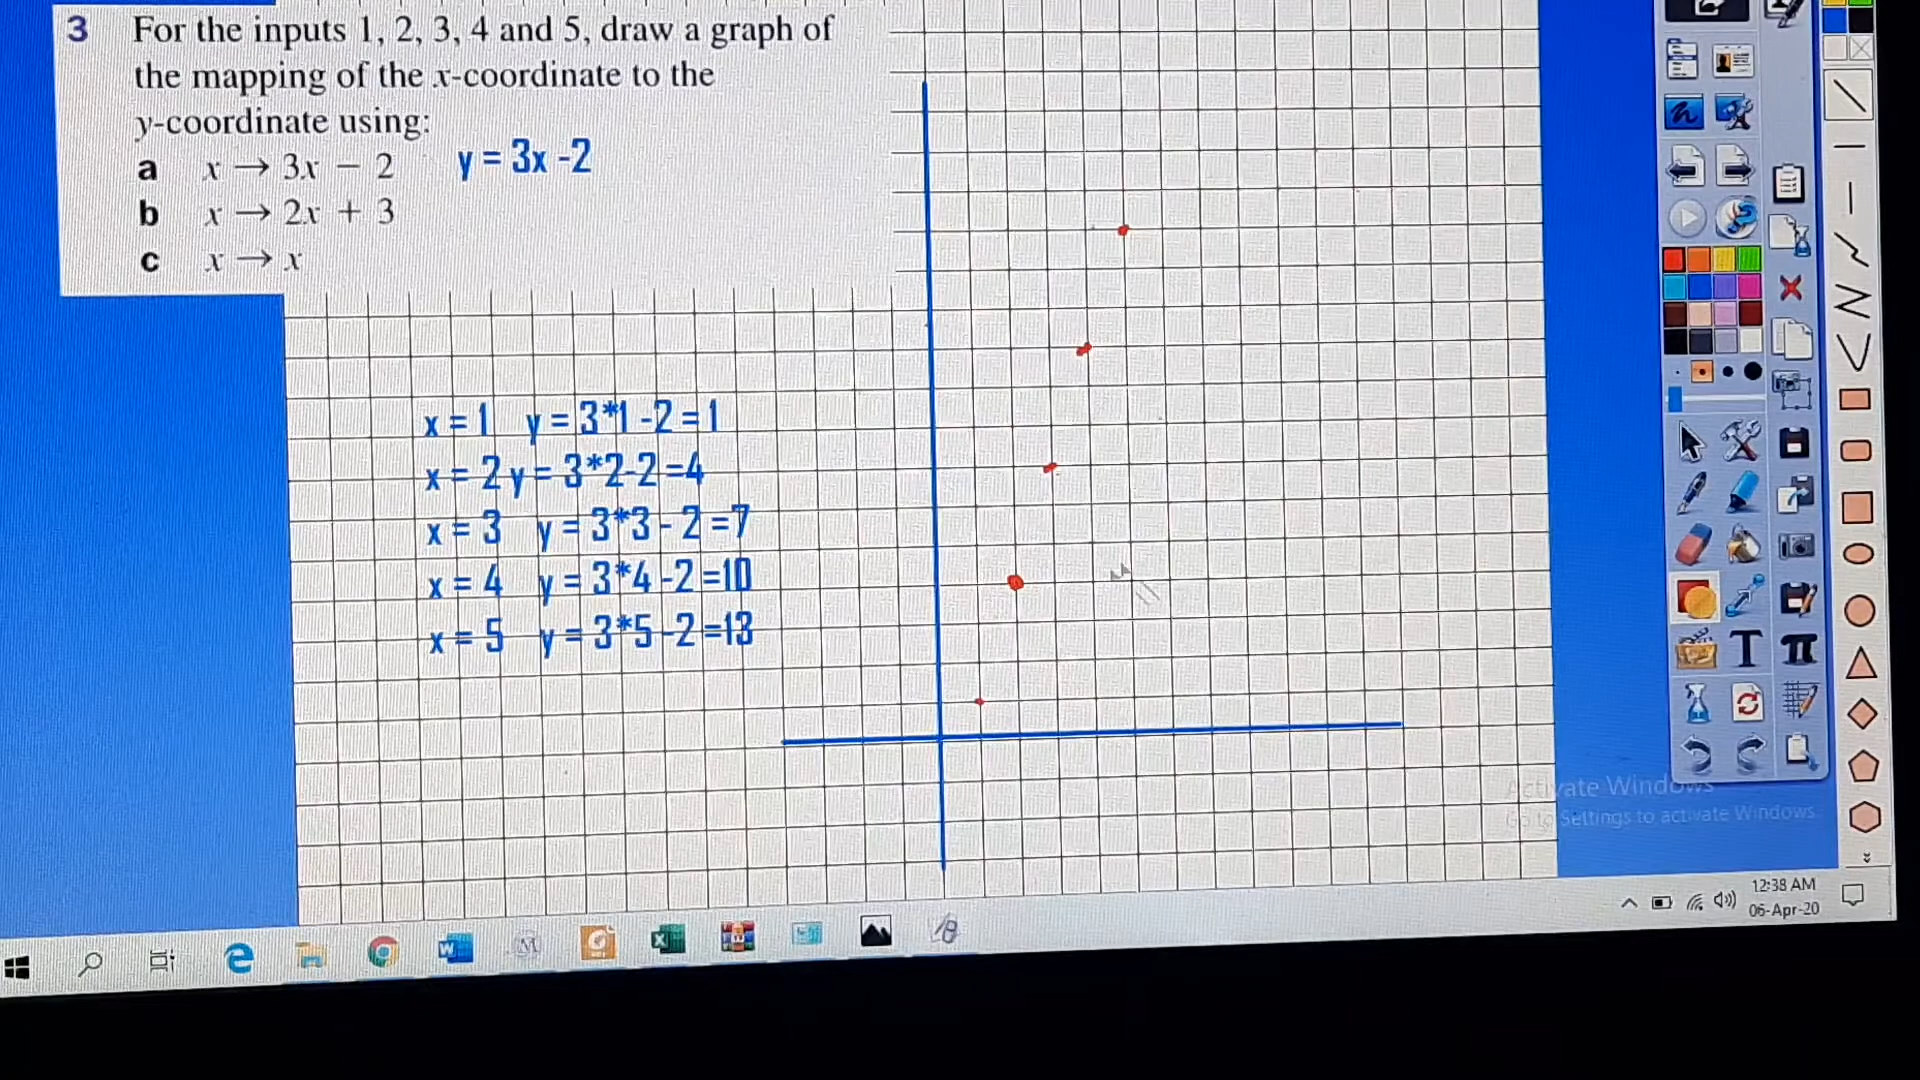 3 For the inputs 1, 2, 3, 4 and 5, draw a graph of
the mapping of the x-coordinate to the
y-coordinate using:
a x → 3x − 2 y = 3x -2
b x → 2x + 3
c x → x
x = 1 y = 3*1 -2 = 1
x = 2 y = 3*2-2 =4
x = 3 y = 3*3 - 2 =7
x = 4 y = 3*4 -2 =10
x = 5 y = 3*5 -2 =13
Activate Windows
Go to Settings to activate Windows.
12:38 AM
06-Apr-20